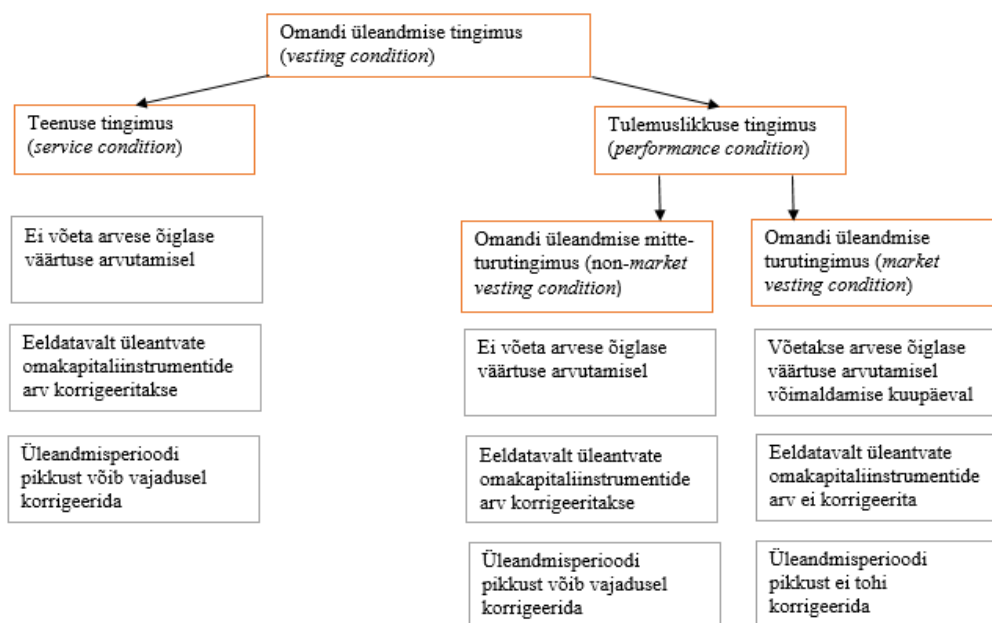 Omandi üleandmise tingimus
(vesting condition)
Teenuse tingimus
(service condition)
Tulemuslikkuse tingimus
(performance condition)
Ei võeta arvese õiglase
väärtuse arvutamisel
Eeldatavalt üleantvate
omakapitaliinstrumentide
arv korrigeeritakse
Üleandmisperioodi
pikkust võib vajadusel
korrigeerida
Omandi üleandmise mitte-
turutingimus (non-market
vesting condition)
Ei võeta arvese õiglase
väärtuse arvutamisel
Eeldatavalt üleantvate
omakapitaliinstrumentide
arv korrigeeritakse
Üleandmisperioodi
pikkust võib vajadusel
korrigeerida
Omandi üleandmise
turutingimus (market
vesting condition)
Võetakse arvese õiglase
väärtuse arvutamisel
võimaldamise kuupäeval
Eeldatavalt üleantvate
omakapitaliinstrumentide
arv ei korrigeerita
Üleandmisperioodi
pikkust ei tohi
korrigeerida